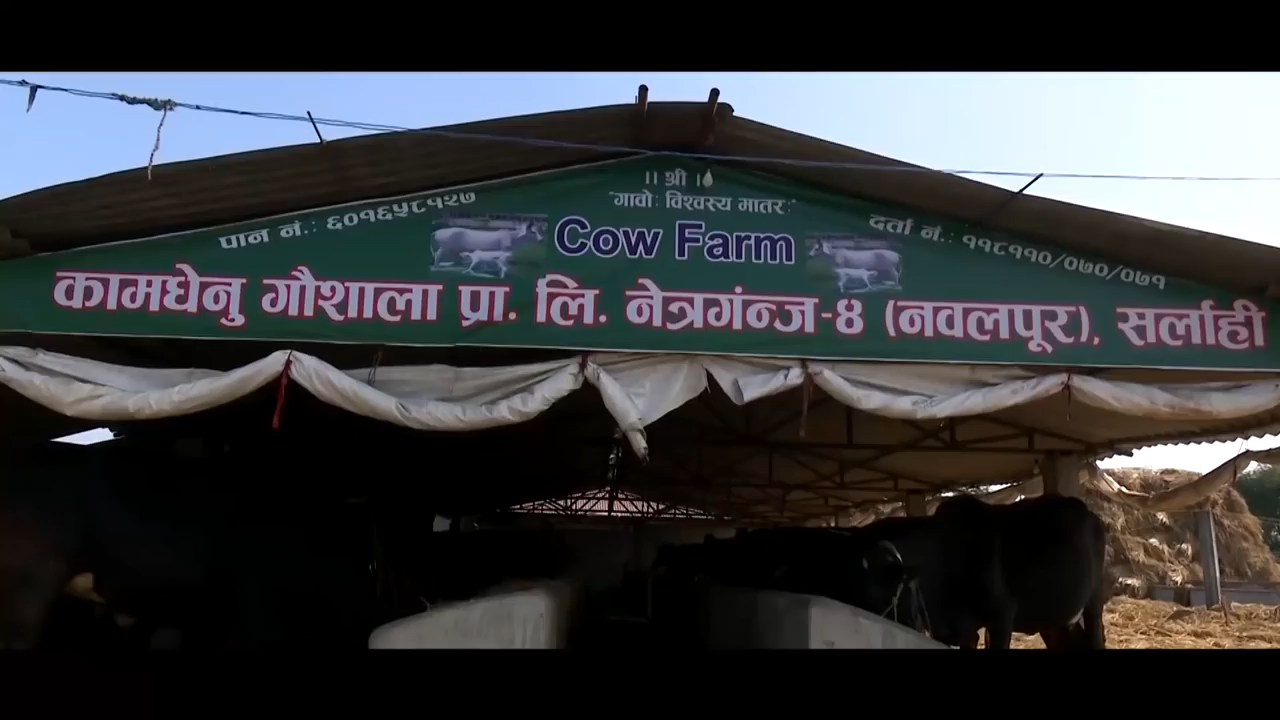 ।। श्री ।।
"गावो: विश्वस्य मातर:"
पान नं.: ६०१६५८१२७
Cow Farm
दर्ता नं.: ११८११०/०७०/०७१
कामधेनु गौशाला प्रा. लि. नेत्रगंन्ज-४ (नवलपूर), सर्लाही